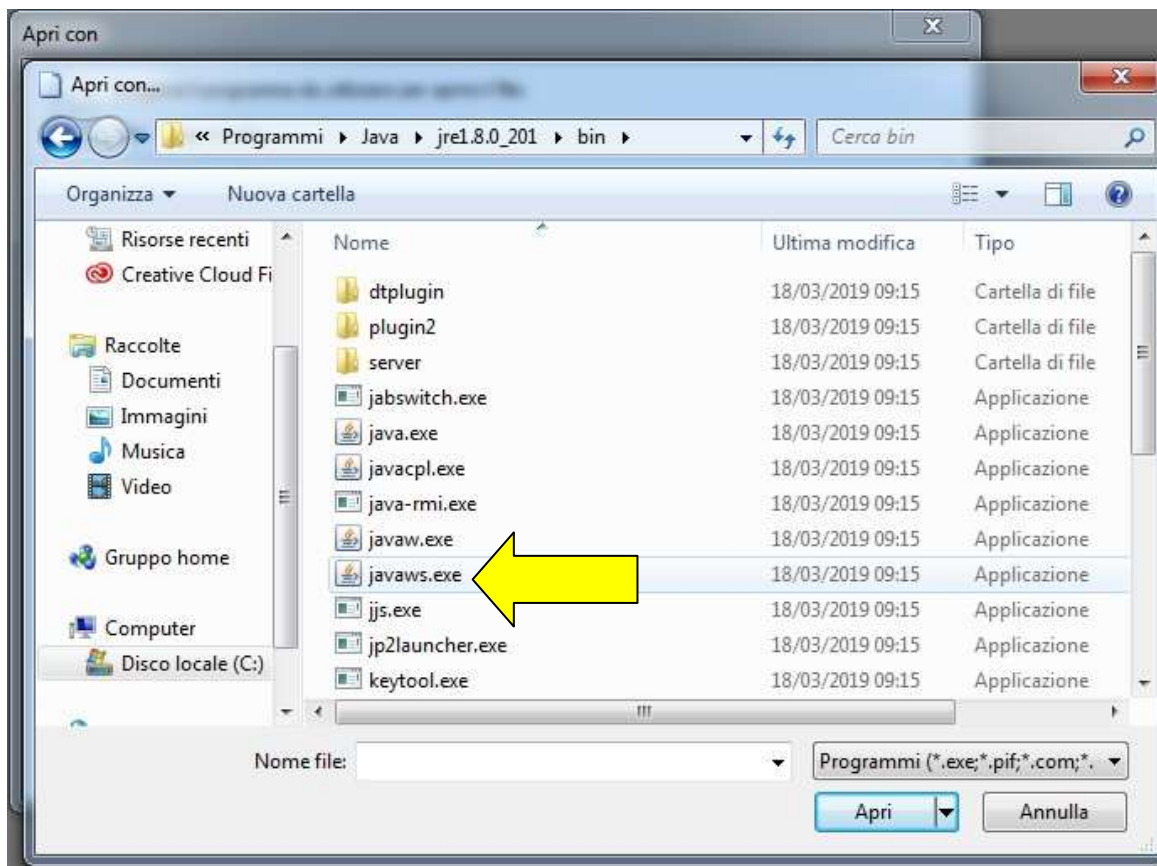 Apri con
Apri con...
« Programmi ▸ Java ▸ jre1.8.0_201 ▸ bin ▸
Cerca bin
Organizza
Nuova cartella
Risorse recenti
Creative Cloud Fi
Raccolte
Documenti
Immagini
Musica
Video
Gruppo home
Computer
Disco locale (C:)
Nome Ultima modifica Tipo
dtplugin 18/03/2019 09:15 Cartella di file
plugin2 18/03/2019 09:15 Cartella di file
server 18/03/2019 09:15 Cartella di file
jabswitch.exe 18/03/2019 09:15 Applicazione
java.exe 18/03/2019 09:15 Applicazione
javacpl.exe 18/03/2019 09:15 Applicazione
java-rmi.exe 18/03/2019 09:15 Applicazione
javaw.exe 18/03/2019 09:15 Applicazione
javaws.exe 18/03/2019 09:15 Applicazione
jjs.exe 18/03/2019 09:15 Applicazione
jp2launcher.exe 18/03/2019 09:15 Applicazione
keytool.exe 18/03/2019 09:15 Applicazione
Nome file:
Programmi (*.exe;*.pif;*.com;*.
Apri
Annulla